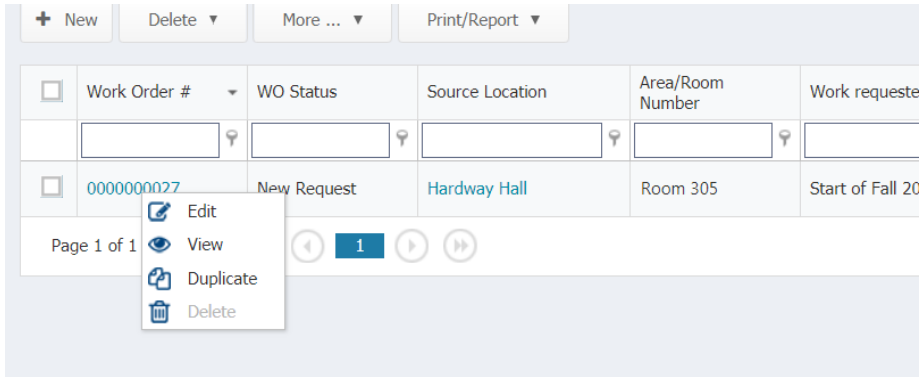 + New Delete ▼ More ... ▼ Print/Report ▼
Work Order # WO Status Source Location Area/Room Number Work requeste
0000000027 New Request Hardway Hall Room 305 Start of Fall 20
Edit
Page 1 of 1 View 1
Duplicate
Delete